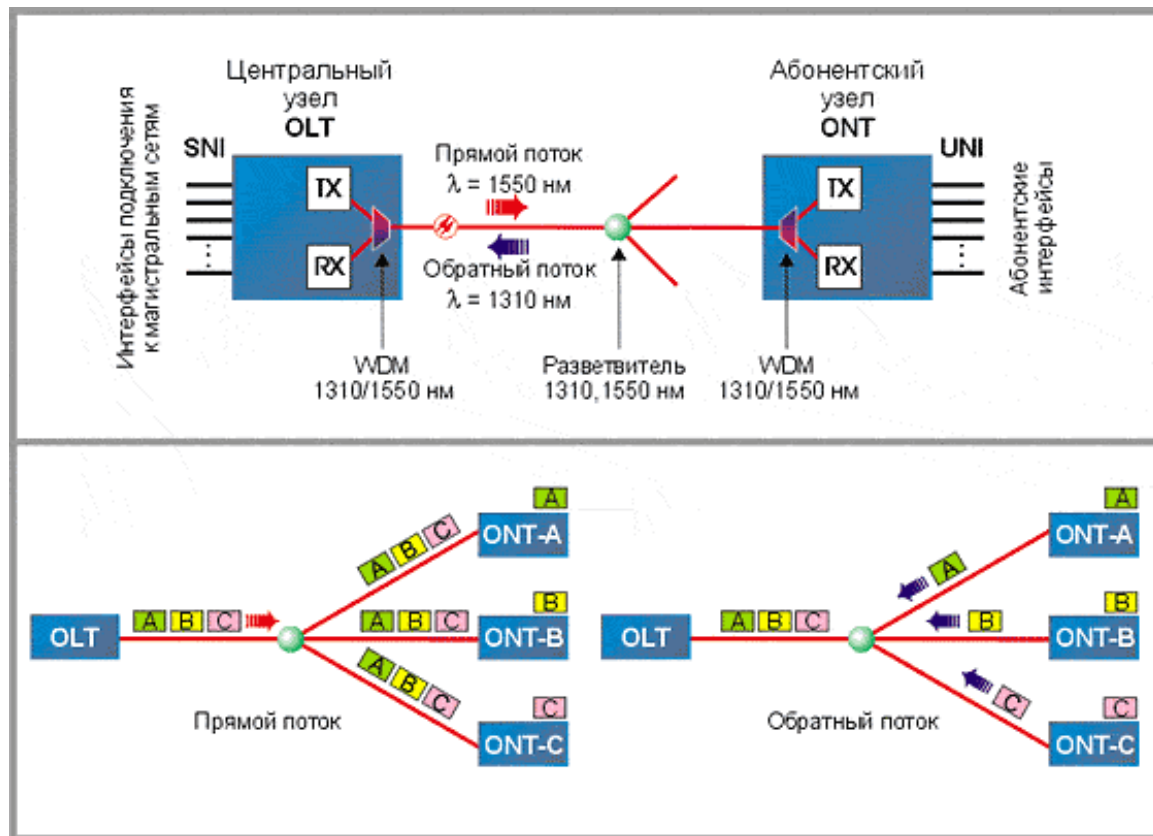 Центральный
узел
OLT
Абонентский
узел
ONT
Интерфейсы подключения
к магистральным сетям
SNI
UNI
Абонентские
интерфейсы
TX
RX
TX
RX
Прямой поток
λ = 1550 нм
Обратный поток
λ = 1310 нм
WDM
1310/1550 нм
Разветвитель
1310,1550 нм
WDM
1310/1550 нм
A
ONT-A
A B C
B
OLT
A B C
A B C
ONT-B
A B C
C
Прямой поток
ONT-C
A
ONT-A
A
B
OLT
A B C
B
ONT-B
C
C
Обратный поток
ONT-C